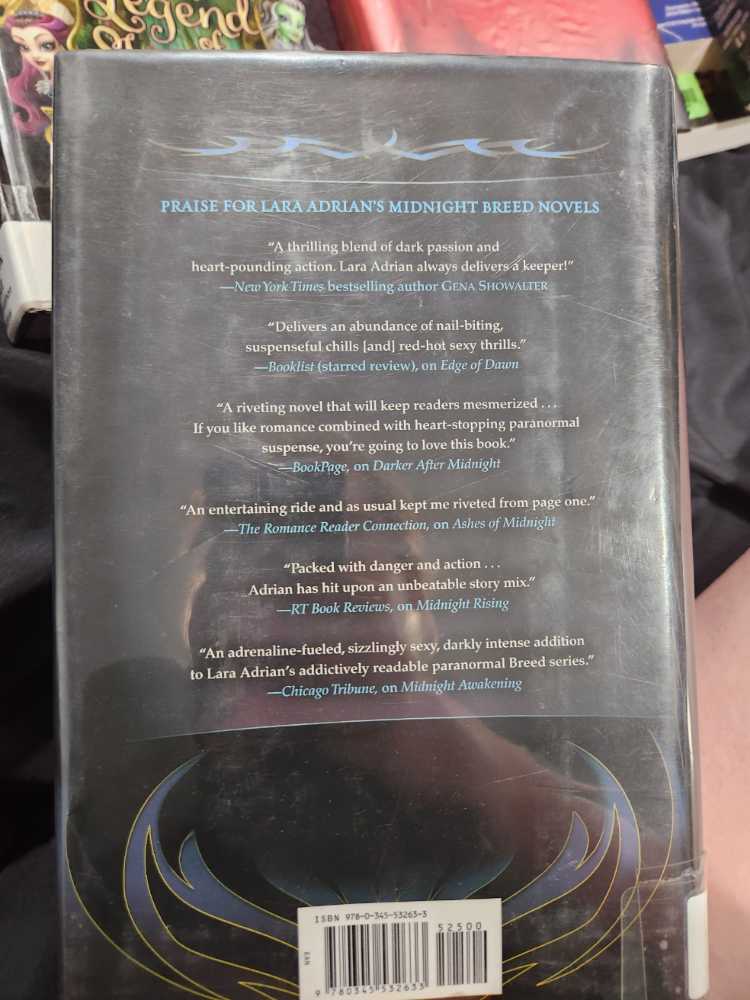 Legend
of
PRAISE FOR LARA ADRIAN'S MIDNIGHT BREED NOVELS
“A thrilling blend of dark passion and
heart-pounding action. Lara Adrian always delivers a keeper!”
—New York Times bestselling author GENA SHOWALTER
“Delivers an abundance of nail-biting,
suspenseful chills [and] red-hot sexy thrills.”
—Booklist (starred review), on Edge of Dawn
“A riveting novel that will keep readers mesmerized . . .
If you like romance combined with heart-stopping paranormal
suspense, you're going to love this book.”
—BookPage, on Darker After Midnight
“An entertaining ride and as usual kept me riveted from page one.”
—The Romance Reader Connection, on Ashes of Midnight
“Packed with danger and action . . .
Adrian has hit upon an unbeatable story mix.”
—RT Book Reviews, on Midnight Rising
“An adrenaline-fueled, sizzlingly sexy, darkly intense addition
to Lara Adrian's addictively readable paranormal Breed series.”
—Chicago Tribune, on Midnight Awakening
ISBN 978-0-345-53263-3
52500
EAN
9 780345 532633